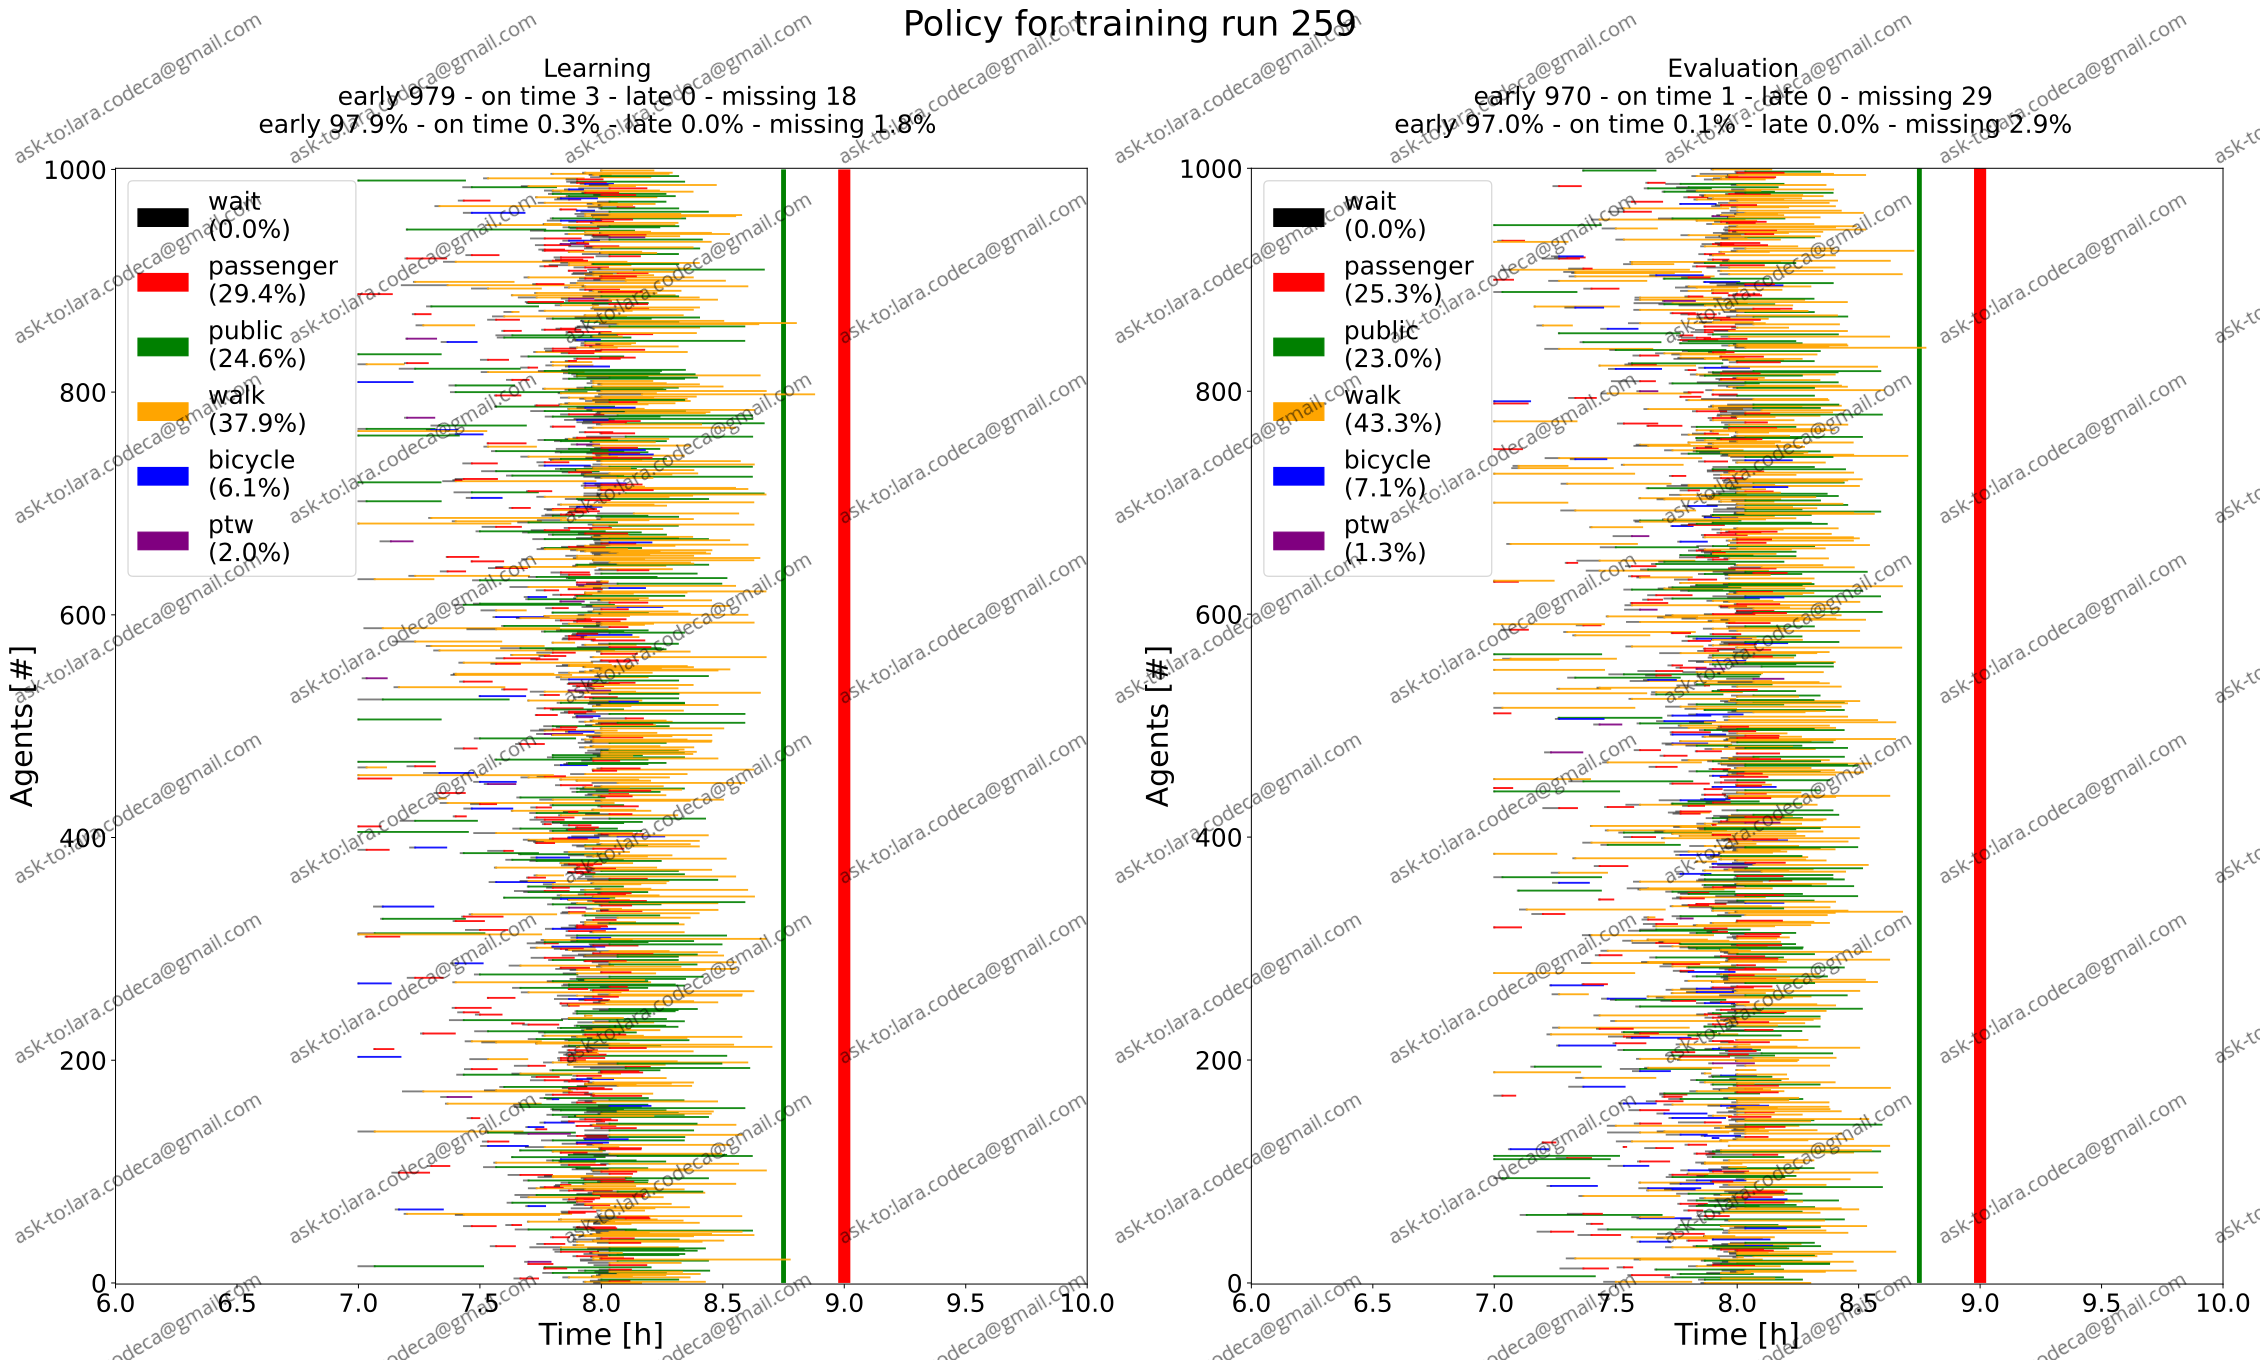 Policy for training run 259
Learning
early 979 - on time 3 - late 0 - missing 18
early 97.9% - on time 0.3% - late 0.0% - missing 1.8%
1000
800
600
400
200
0
Agents [#]
wait
(0.0%)
passenger
(29.4%)
public
(24.6%)
walk
(37.9%)
bicycle
(6.1%)
ptw
(2.0%)
6.0 6.5 7.0 7.5 8.0 8.5 9.0 9.5 10.0
Time [h]
Evaluation
early 970 - on time 1 - late 0 - missing 29
early 97.0% - on time 0.1% - late 0.0% - missing 2.9%
1000
800
600
400
200
0
Agents [#]
wait
(0.0%)
passenger
(25.3%)
public
(23.0%)
walk
(43.3%)
bicycle
(7.1%)
ptw
(1.3%)
6.0 6.5 7.0 7.5 8.0 8.5 9.0 9.5 10.0
Time [h]
ask-to:lara.codeca@gmail.com